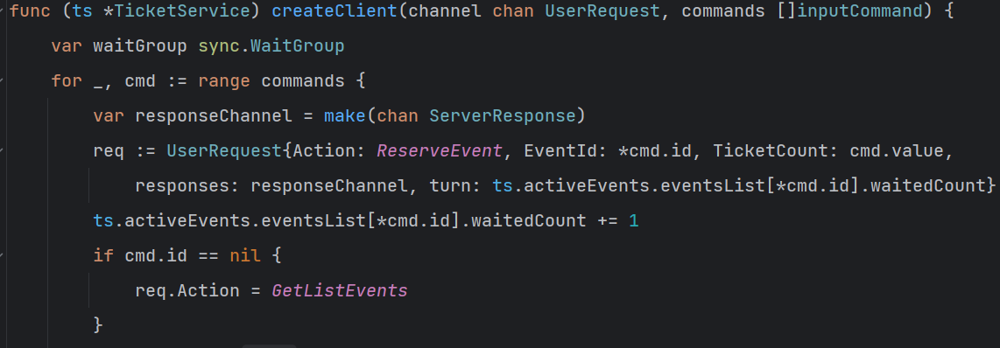 func (ts *TicketService) createClient(channel chan UserRequest, commands []inputCommand) {
    var waitGroup sync.WaitGroup
    for _, cmd := range commands {
        var responseChannel = make(chan ServerResponse)
        req := UserRequest{Action: ReserveEvent, EventId: *cmd.id, TicketCount: cmd.value,
            responses: responseChannel, turn: ts.activeEvents.eventsList[*cmd.id].waitedCount}
        ts.activeEvents.eventsList[*cmd.id].waitedCount += 1
        if cmd.id == nil {
            req.Action = GetListEvents
        }